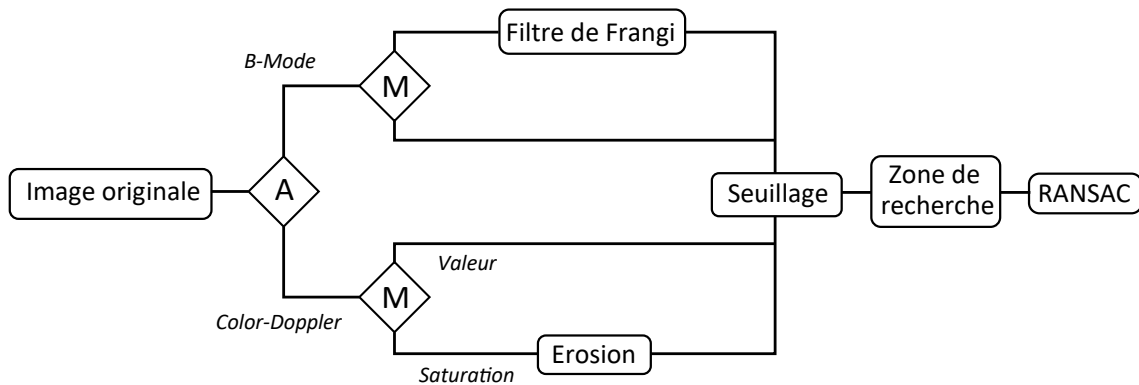 Filtre de Frangi
B-Mode
M
Image originale
A
Seuillage
Zone de
recherche
RANSAC
Valeur
M
Color-Doppler
Erosion
Saturation